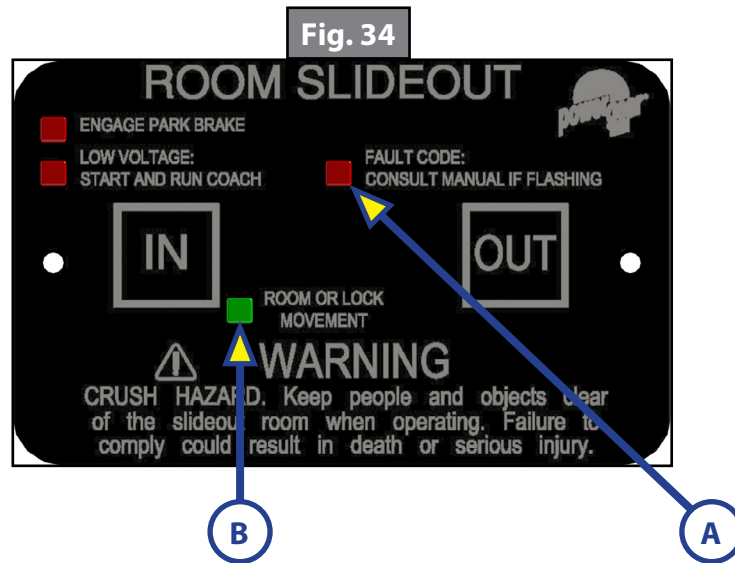 Fig. 34
ROOM SLIDEOUT
power gear
ENGAGE PARK BRAKE
LOW VOLTAGE:
START AND RUN COACH
FAULT CODE:
CONSULT MANUAL IF FLASHING
IN
OUT
ROOM OR LOCK
MOVEMENT
WARNING
CRUSH HAZARD. Keep people and objects clear
of the slideout room when operating. Failure to
comply could result in death or serious injury.
B
A